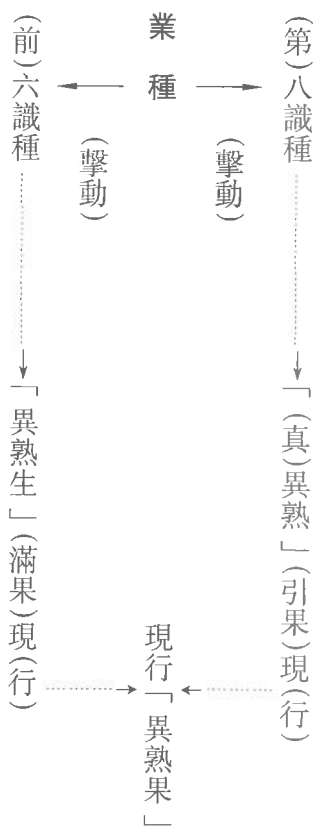 (第)八識種
「(真)異熟」(引果)現(行)
(擊動)
業種
現行「異熟果」
(擊動)
(前)六識種
「異熟生」(滿果)現(行)